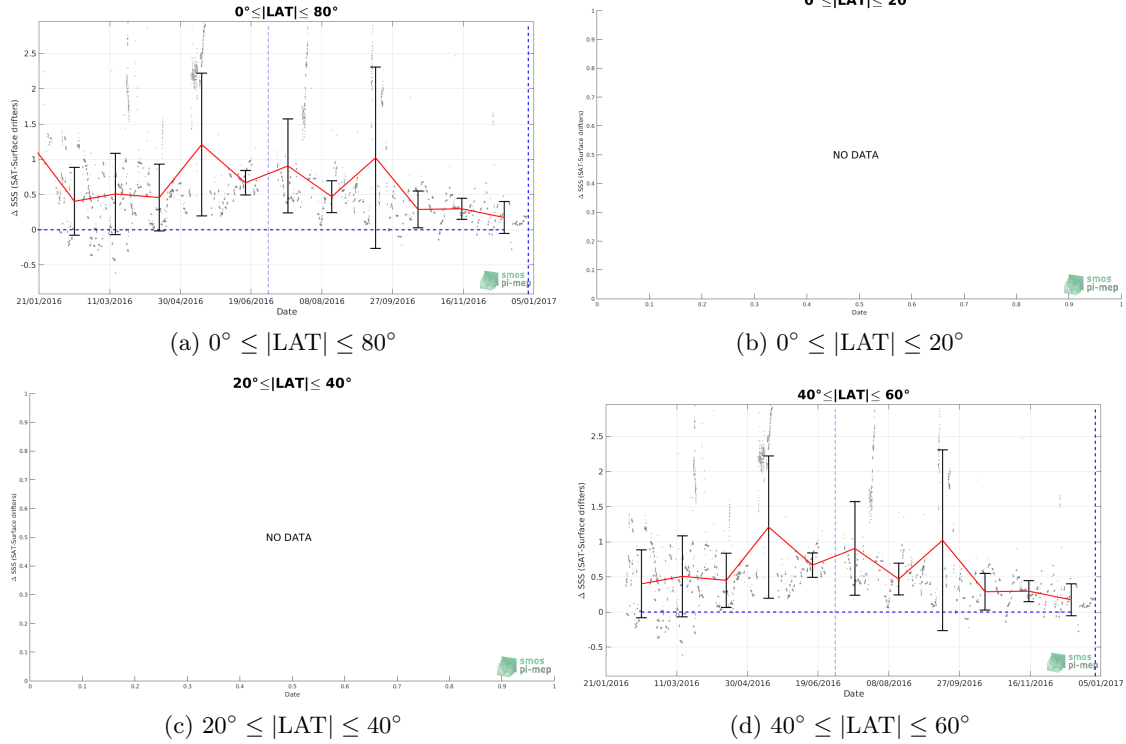 0°≤|LAT|≤ 80°
Δ SSS (SAT-Surface drifters)
2.5
2
1.5
1
0.5
0
-0.5
21/01/2016 11/03/2016 30/04/2016 19/06/2016 08/08/2016 27/09/2016 16/11/2016 05/01/2017
Date
smos
pi-mep
(a) 0° ≤ |LAT| ≤ 80°
0°≤|LAT|≤ 20°
Δ SSS (SAT-Surface drifters)
1
0.9
0.8
0.7
0.6
0.5
0.4
0.3
0.2
0.1
0
NO DATA
0 0.1 0.2 0.3 0.4 0.5 0.6 0.7 0.8 0.9 1
Date
smos
pi-mep
(b) 0° ≤ |LAT| ≤ 20°
20°≤|LAT|≤ 40°
Δ SSS (SAT-Surface drifters)
1
0.9
0.8
0.7
0.6
0.5
0.4
0.3
0.2
0.1
0
NO DATA
0 0.1 0.2 0.3 0.4 0.5 0.6 0.7 0.8 0.9 1
Date
smos
pi-mep
(c) 20° ≤ |LAT| ≤ 40°
40°≤|LAT|≤ 60°
Δ SSS (SAT-Surface drifters)
2.5
2
1.5
1
0.5
0
-0.5
21/01/2016 11/03/2016 30/04/2016 19/06/2016 08/08/2016 27/09/2016 16/11/2016 05/01/2017
Date
smos
pi-mep
(d) 40° ≤ |LAT| ≤ 60°